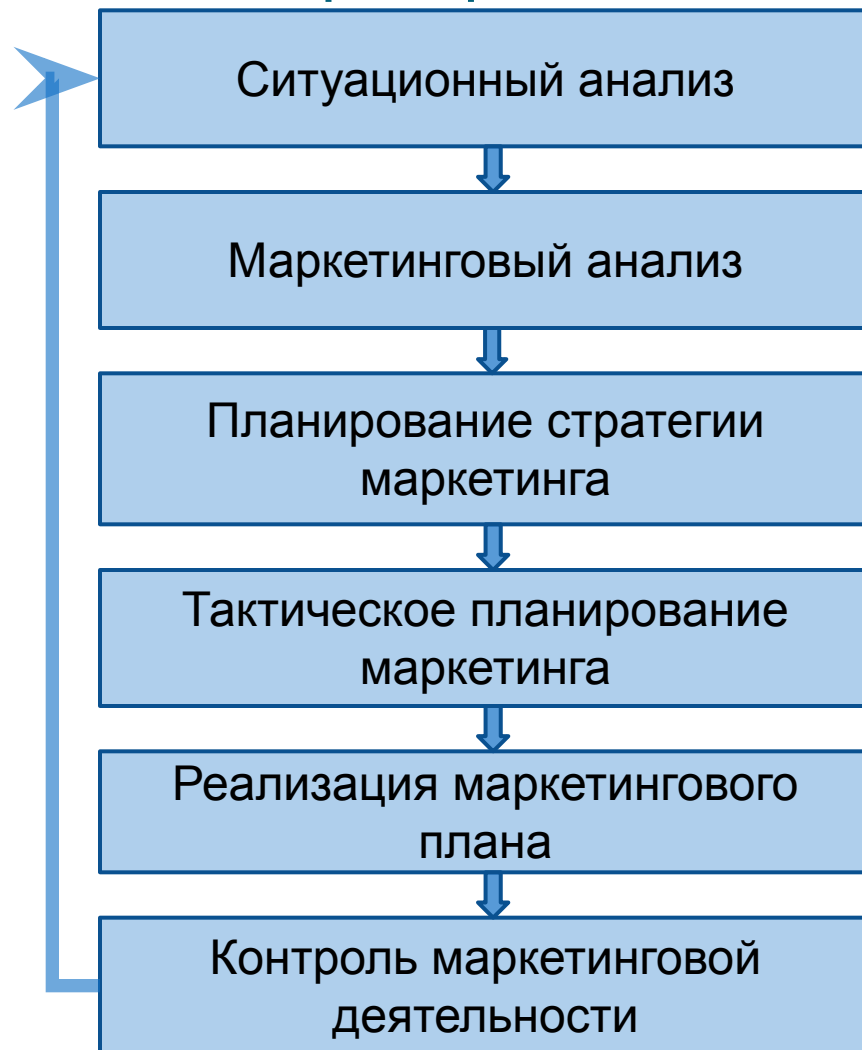 Ситуационный анализ
Маркетинговый анализ
Планирование стратегии
маркетинга
Тактическое планирование
маркетинга
Реализация маркетингового
плана
Контроль маркетинговой
деятельности